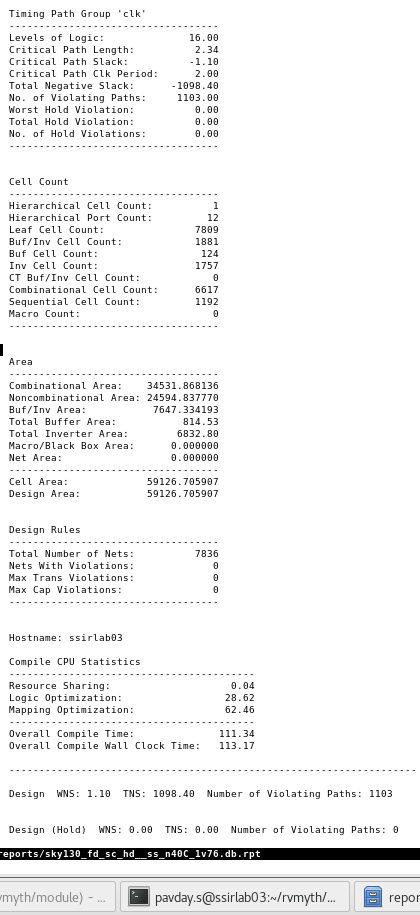 Timing Path Group 'clk'
-----------------------------------
Levels of Logic: 16.00
Critical Path Length: 2.34
Critical Path Slack: -1.10
Critical Path Clk Period: 2.00
Total Negative Slack: -1098.40
No. of Violating Paths: 1103.00
Worst Hold Violation: 0.00
Total Hold Violation: 0.00
No. of Hold Violations: 0.00
-----------------------------------
Cell Count
-----------------------------------
Hierarchical Cell Count: 1
Hierarchical Port Count: 12
Leaf Cell Count: 7809
Buf/Inv Cell Count: 1881
Buf Cell Count: 124
Inv Cell Count: 1757
CT Buf/Inv Cell Count: 0
Combinational Cell Count: 6617
Sequential Cell Count: 1192
Macro Count: 0
-----------------------------------
Area
-----------------------------------
Combinational Area: 34531.868136
Noncombinational Area: 24594.837770
Buf/Inv Area: 7647.334193
Total Buffer Area: 814.53
Total Inverter Area: 6832.80
Macro/Black Box Area: 0.000000
Net Area: 0.000000
-----------------------------------
Cell Area: 59126.705907
Design Area: 59126.705907
Design Rules
-----------------------------------
Total Number of Nets: 7836
Nets With Violations: 0
Max Trans Violations: 0
Max Cap Violations: 0
-----------------------------------
Hostname: ssirlab03
Compile CPU Statistics
-----------------------------------------
Resource Sharing: 0.04
Logic Optimization: 28.62
Mapping Optimization: 62.46
-----------------------------------------
Overall Compile Time: 111.34
Overall Compile Wall Clock Time: 113.17
--------------------------------------------------------------------
Design WNS: 1.10 TNS: 1098.40 Number of Violating Paths: 1103
Design (Hold) WNS: 0.00 TNS: 0.00 Number of Violating Paths: 0
reports/sky130_fd_sc_hd__ss_n40C_1v76.db.rpt
vmyth/module) - ... pavday.s@ssirlab03:~/rvmyth/... repor